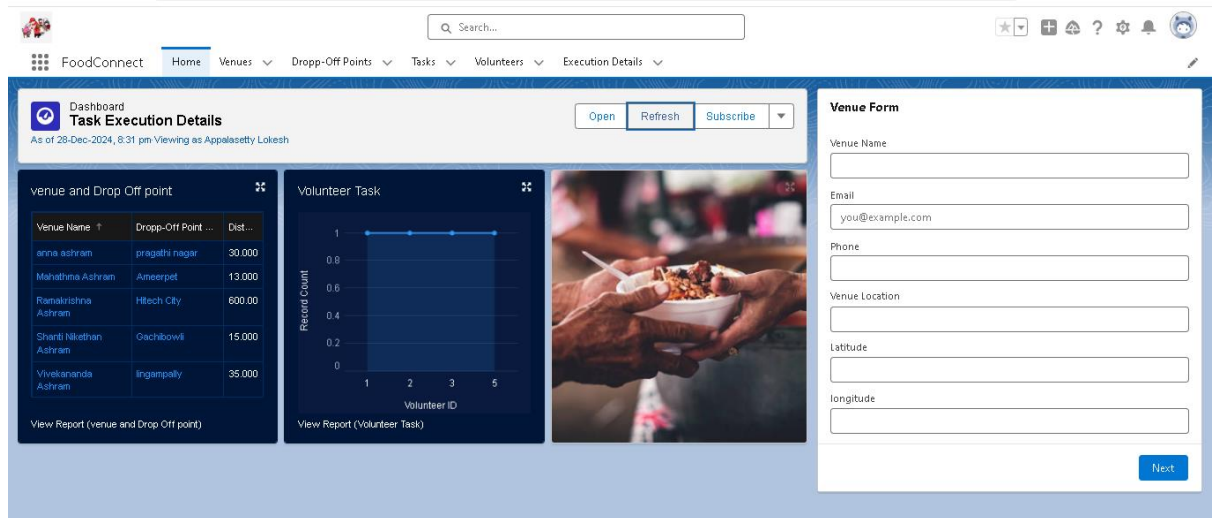 Search...
FoodConnect Home Venues Dropp-Off Points Tasks Volunteers Execution Details
Dashboard
Task Execution Details
As of 28-Dec-2024, 8:31 pm Viewing as Appalasetty Lokesh
Open Refresh Subscribe
venue and Drop Off point
Venue Name ↑ Dropp-Off Point ... Dist...
anna ashram pragathi nagar 30.000
Mahathma Ashram Ameerpet 13.000
Ramakrishna Ashram Hitech City 600.00
Shanti Nikethan Ashram Gachibowli 15.000
Vivekananda Ashram lingampally 35.000
View Report (venue and Drop Off point)
Volunteer Task
Record Count
1
0.8
0.6
0.4
0.2
0
1 2 3 5
Volunteer ID
View Report (Volunteer Task)
Venue Form
Venue Name
Email
you@example.com
Phone
Venue Location
Latitude
longitude
Next